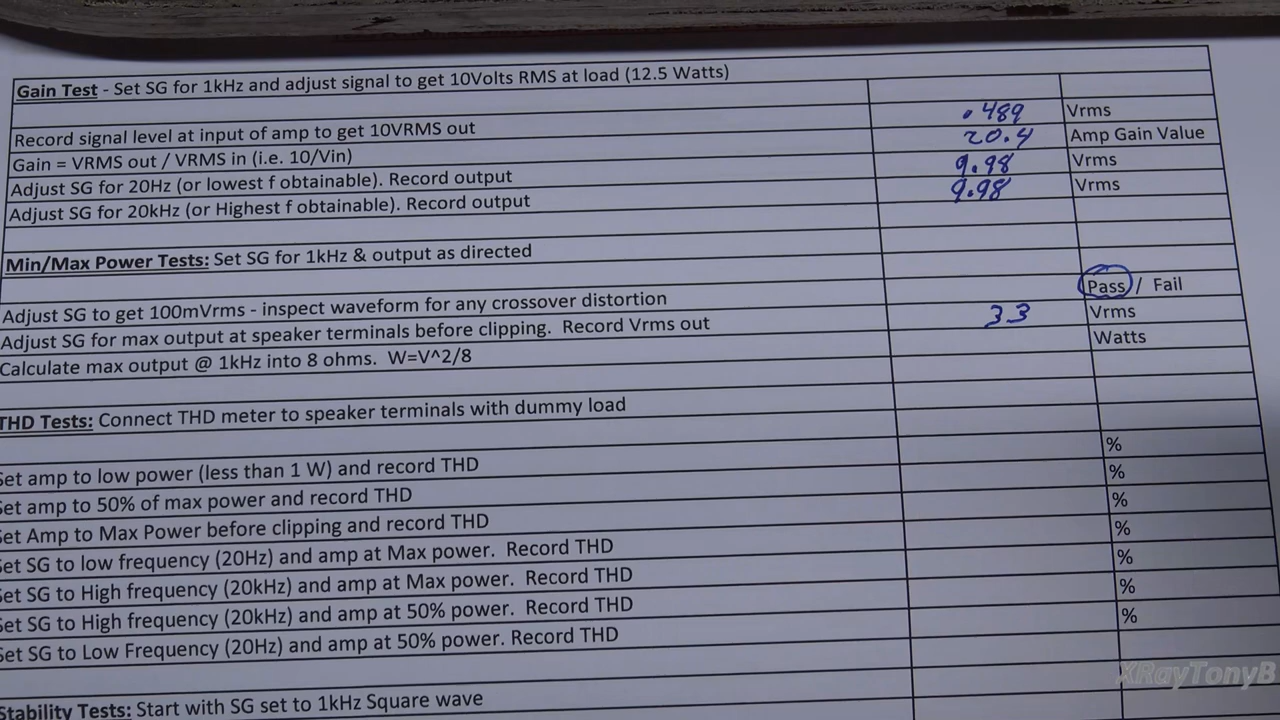 Gain Test - Set SG for 1kHz and adjust signal to get 10Volts RMS at load (12.5 Watts)
Record signal level at input of amp to get 10VRMS out .489 Vrms
Gain = VRMS out / VRMS in (i.e. 10/Vin) 20.4 Amp Gain Value
Adjust SG for 20Hz (or lowest f obtainable). Record output 9.98 Vrms
Adjust SG for 20kHz (or Highest f obtainable). Record output 9.98 Vrms
Min/Max Power Tests: Set SG for 1kHz & output as directed
Adjust SG to get 100mVrms - inspect waveform for any crossover distortion Pass / Fail
Adjust SG for max output at speaker terminals before clipping. Record Vrms out 33 Vrms
Calculate max output @ 1kHz into 8 ohms. W=V^2/8 Watts
THD Tests: Connect THD meter to speaker terminals with dummy load
Set amp to low power (less than 1 W) and record THD %
Set amp to 50% of max power and record THD %
Set Amp to Max Power before clipping and record THD %
Set SG to low frequency (20Hz) and amp at Max power. Record THD %
Set SG to High frequency (20kHz) and amp at Max power. Record THD %
Set SG to High frequency (20kHz) and amp at 50% power. Record THD %
Set SG to Low Frequency (20Hz) and amp at 50% power. Record THD %
Stability Tests: Start with SG set to 1kHz Square wave
XRayTonyB